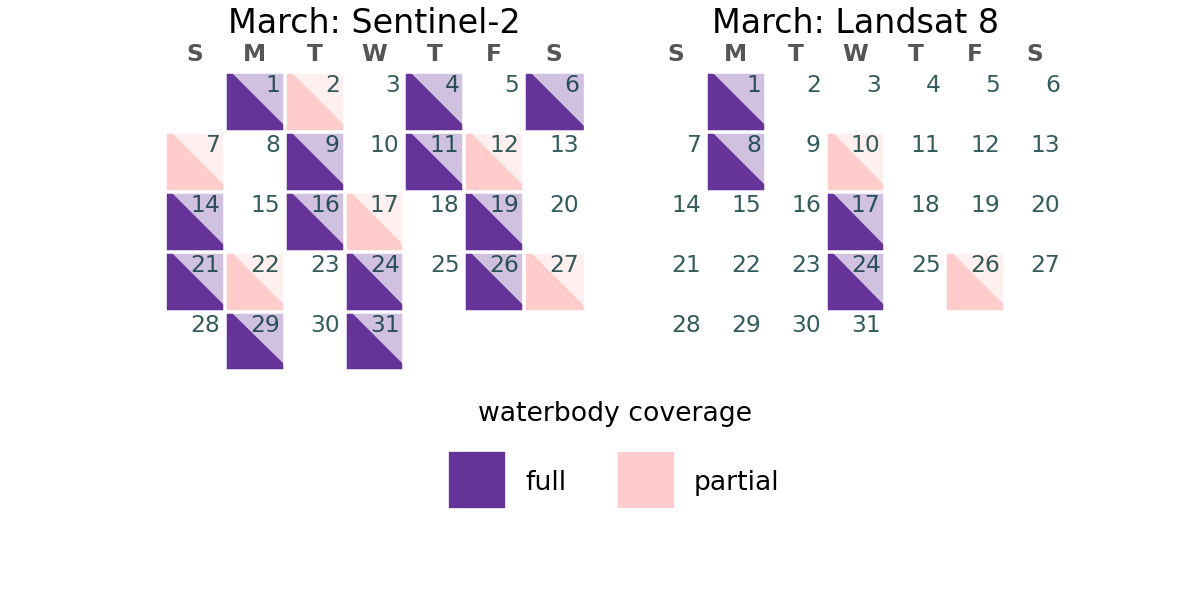 March: Sentinel-2
S M T W T F S
1 2 3 4 5 6
7 8 9 10 11 12 13
14 15 16 17 18 19 20
21 22 23 24 25 26 27
28 29 30 31
March: Landsat 8
S M T W T F S
1 2 3 4 5 6
7 8 9 10 11 12 13
14 15 16 17 18 19 20
21 22 23 24 25 26 27
28 29 30 31
waterbody coverage
full partial